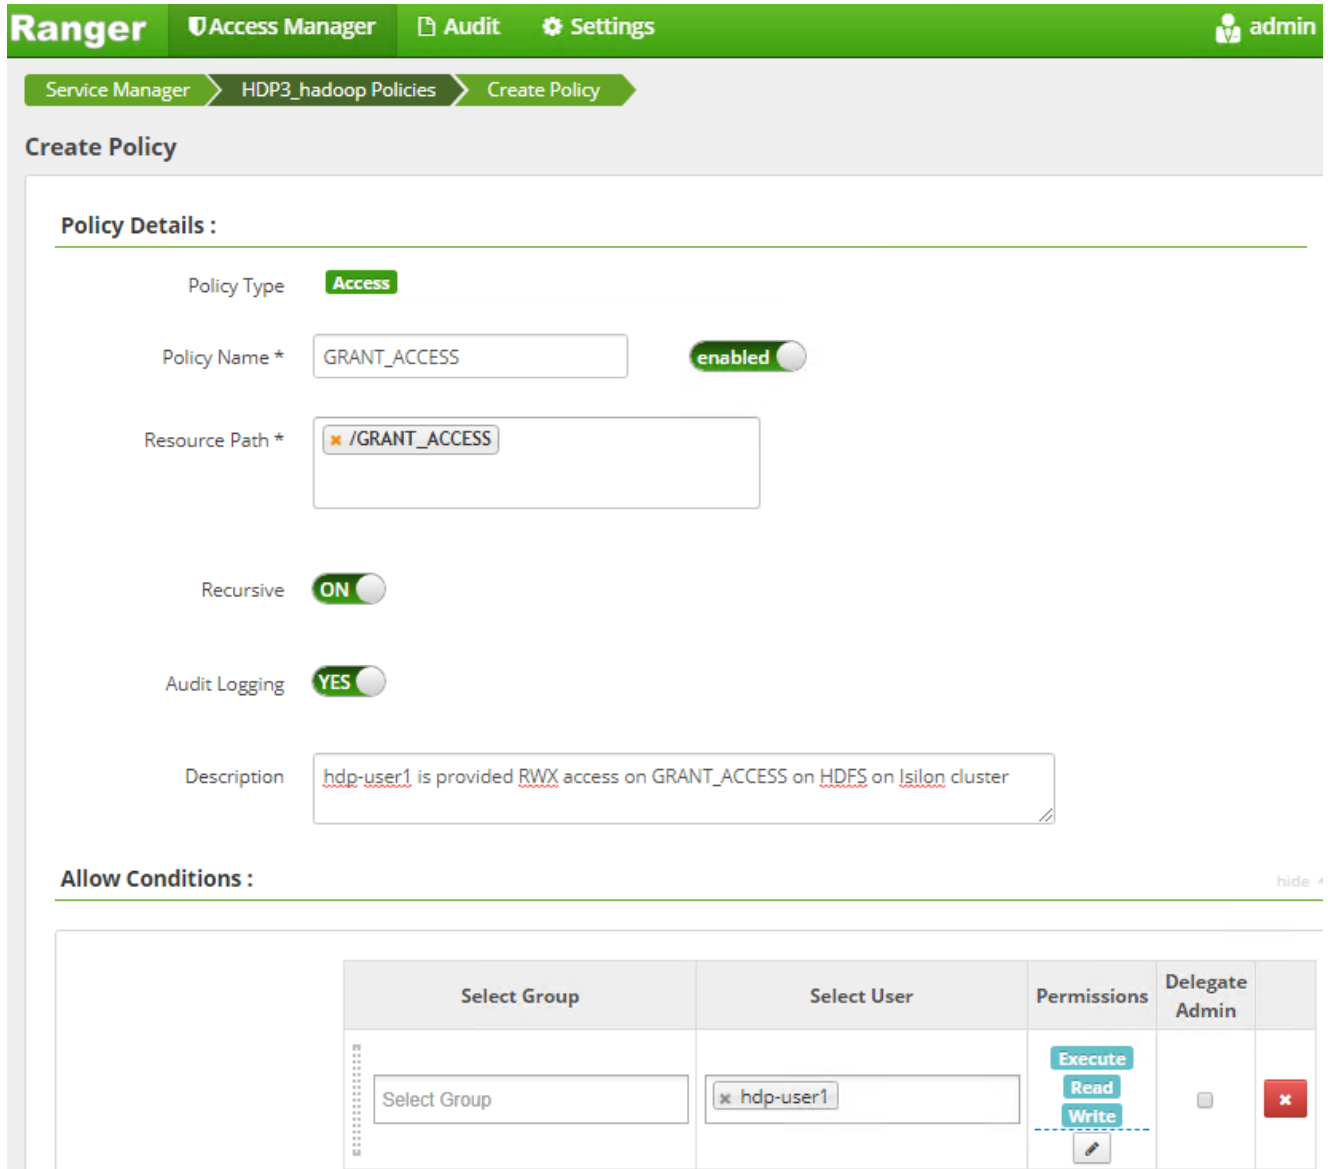 Ranger Access Manager Audit Settings admin
Service Manager HDP3_hadoop Policies Create Policy
Create Policy
Policy Details :
Policy Type Access
Policy Name * GRANT_ACCESS enabled
Resource Path * /GRANT_ACCESS
Recursive ON
Audit Logging YES
Description hdp-user1 is provided RWX access on GRANT_ACCESS on HDFS on Isilon cluster
Allow Conditions :
hide
Select Group Select User Permissions Delegate Admin
Execute
Read
Select Group hdp-user1
Write